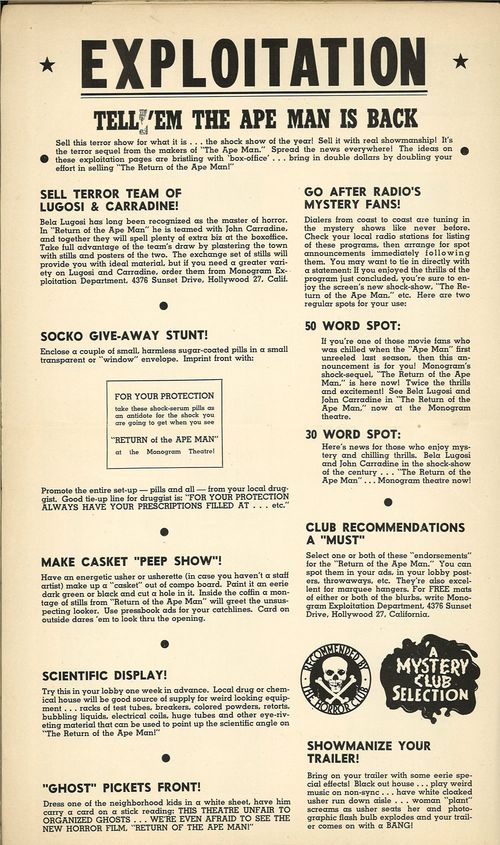 EXPLOITATION
TELL 'EM THE APE MAN IS BACK
Sell this terror show for what it is . . . the shock show of the year! Sell it with real showmanship! It's
the terror sequel from the makers of "The Ape Man." Spread the news everywhere! The ideas on
these exploitation pages are bristling with 'box-office' . . . bring in double dollars by doubling your
effort in selling "The Return of the Ape Man!"
SELL TERROR TEAM OF
LUGOSI & CARRADINE!
Bela Lugosi has long been recognized as the master of horror.
In "Return of the Ape Man" he is teamed with John Carradine,
and together they will spell plenty of extra biz at the boxoffice.
Take full advantage of the team's draw by plastering the town
with stills and posters of the two. The exchange set of stills will
provide you with ideal material, but if you need a greater vari-
ety on Lugosi and Carradine, order them from Monogram Ex-
ploitation Department, 4376 Sunset Drive, Hollywood 27, Calif.
SOCKO GIVE-AWAY STUNT!
Enclose a couple of small, harmless sugar-coated pills in a small
transparent or "window" envelope. Imprint front with:
FOR YOUR PROTECTION
take these shock-serum pills as
an antidote for the shock you
are going to get when you see
"RETURN of the APE MAN"
at the Monogram Theatre!
Promote the entire set-up — pills and all — from your local drug-
gist. Good tie-up line for druggist is: "FOR YOUR PROTECTION
ALWAYS HAVE YOUR PRESCRIPTIONS FILLED AT . . . etc."
MAKE CASKET "PEEP SHOW"!
Have an energetic usher or usherette (in case you haven't a staff
artist) make up a "casket" out of compo board. Paint it an eerie
dark green or black and cut a hole in it. Inside the coffin a mon-
tage of stills from "Return of the Ape Man" will greet the unsus-
pecting looker. Use pressbook ads for your catchlines. Card on
outside dares 'em to look thru the opening.
SCIENTIFIC DISPLAY!
Try this in your lobby one week in advance. Local drug or chem-
ical house will be good source of supply for weird looking equip-
ment . . . racks of test tubes, breakers, colored powders, retorts,
bubbling liquids, electrical coils, huge tubes and other eye-riv-
eting material that can be used to point up the scientific angle on
"The Return of the Ape Man!"
"GHOST" PICKETS FRONT!
Dress one of the neighborhood kids in a white sheet, have him
carry a card on a stick reading: THIS THEATRE UNFAIR TO
ORGANIZED GHOSTS . . . WE'RE EVEN AFRAID TO SEE THE
NEW HORROR FILM, "RETURN OF THE APE MAN!"
GO AFTER RADIO'S
MYSTERY FANS!
Dialers from coast to coast are tuning in
the mystery shows like never before.
Check your local radio stations for listing
of these programs, then arrange for spot
announcements immediately following
them. You may want to tie in directly with
a statement: If you enjoyed the thrills of the
program just concluded, you're sure to en-
joy the screen's new shock-show, "The Re-
turn of the Ape Man," etc. Here are two
regular spots for your use:
50 WORD SPOT:
If you're one of those movie fans who
was chilled when the "Ape Man" first
unreeled last season, then this an-
nouncement is for you! Monogram's
shock-sequel, "The Return of the Ape
Man," is here now! Twice the thrills
and excitement! See Bela Lugosi and
John Carradine in "The Return of the
Ape Man," now at the Monogram
theatre.
30 WORD SPOT:
Here's news for those who enjoy mys-
tery and chilling thrills. Bela Lugosi
and John Carradine in the shock-show
of the century . . . "The Return of the
Ape Man" . . . Monogram theatre now!
CLUB RECOMMENDATIONS
A "MUST"
Select one or both of these "endorsements"
for the "Return of the Ape Man." You can
spot them in your ads, in your lobby post-
ers, throwaways, etc. They're also excel-
lent for marquee hangers. For FREE mats
of either or both of the blurbs, write Mono-
gram Exploitation Department, 4376 Sunset
Drive, Hollywood 27, California.
RECOMMENDED BY
THE HORROR CLUB
A
MYSTERY
CLUB
SELECTION
SHOWMANIZE YOUR
TRAILER!
Bring on your trailer with some eerie spe-
cial effects! Black out house . . . play weird
music on non-sync . . . have white cloaked
usher run down aisle . . . woman "plant"
screams as usher seats her and photo-
graphic flash bulb explodes and your trail-
er comes on with a BANG!